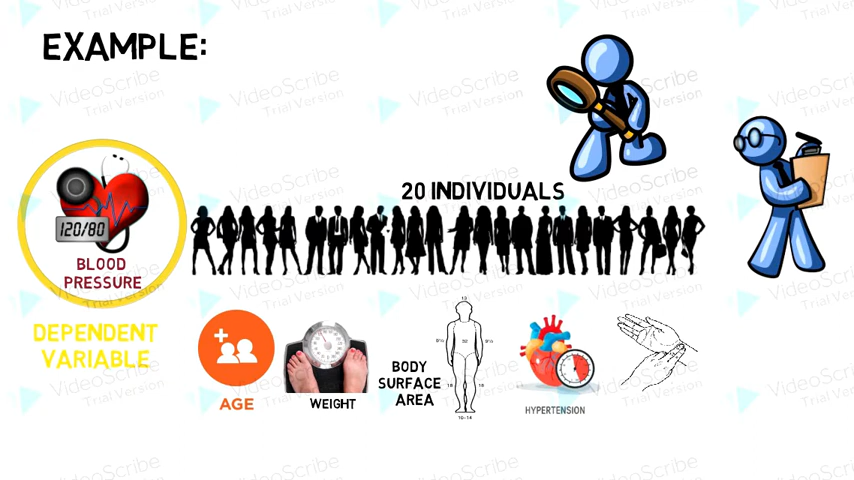 EXAMPLE:
20 INDIVIDUALS
120/80
BLOOD
PRESSURE
DEPENDENT
VARIABLE
AGE
WEIGHT
BODY
SURFACE
AREA
HYPERTENSION
VideoScribe
Trial Version